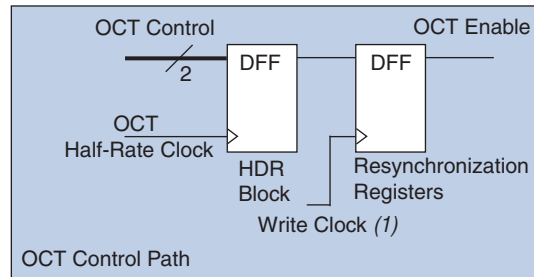 OCT Control
OCT Enable
DFF
DFF
2
OCT
Half-Rate Clock
HDR
Block
Resynchronization
Registers
Write Clock (1)
OCT Control Path